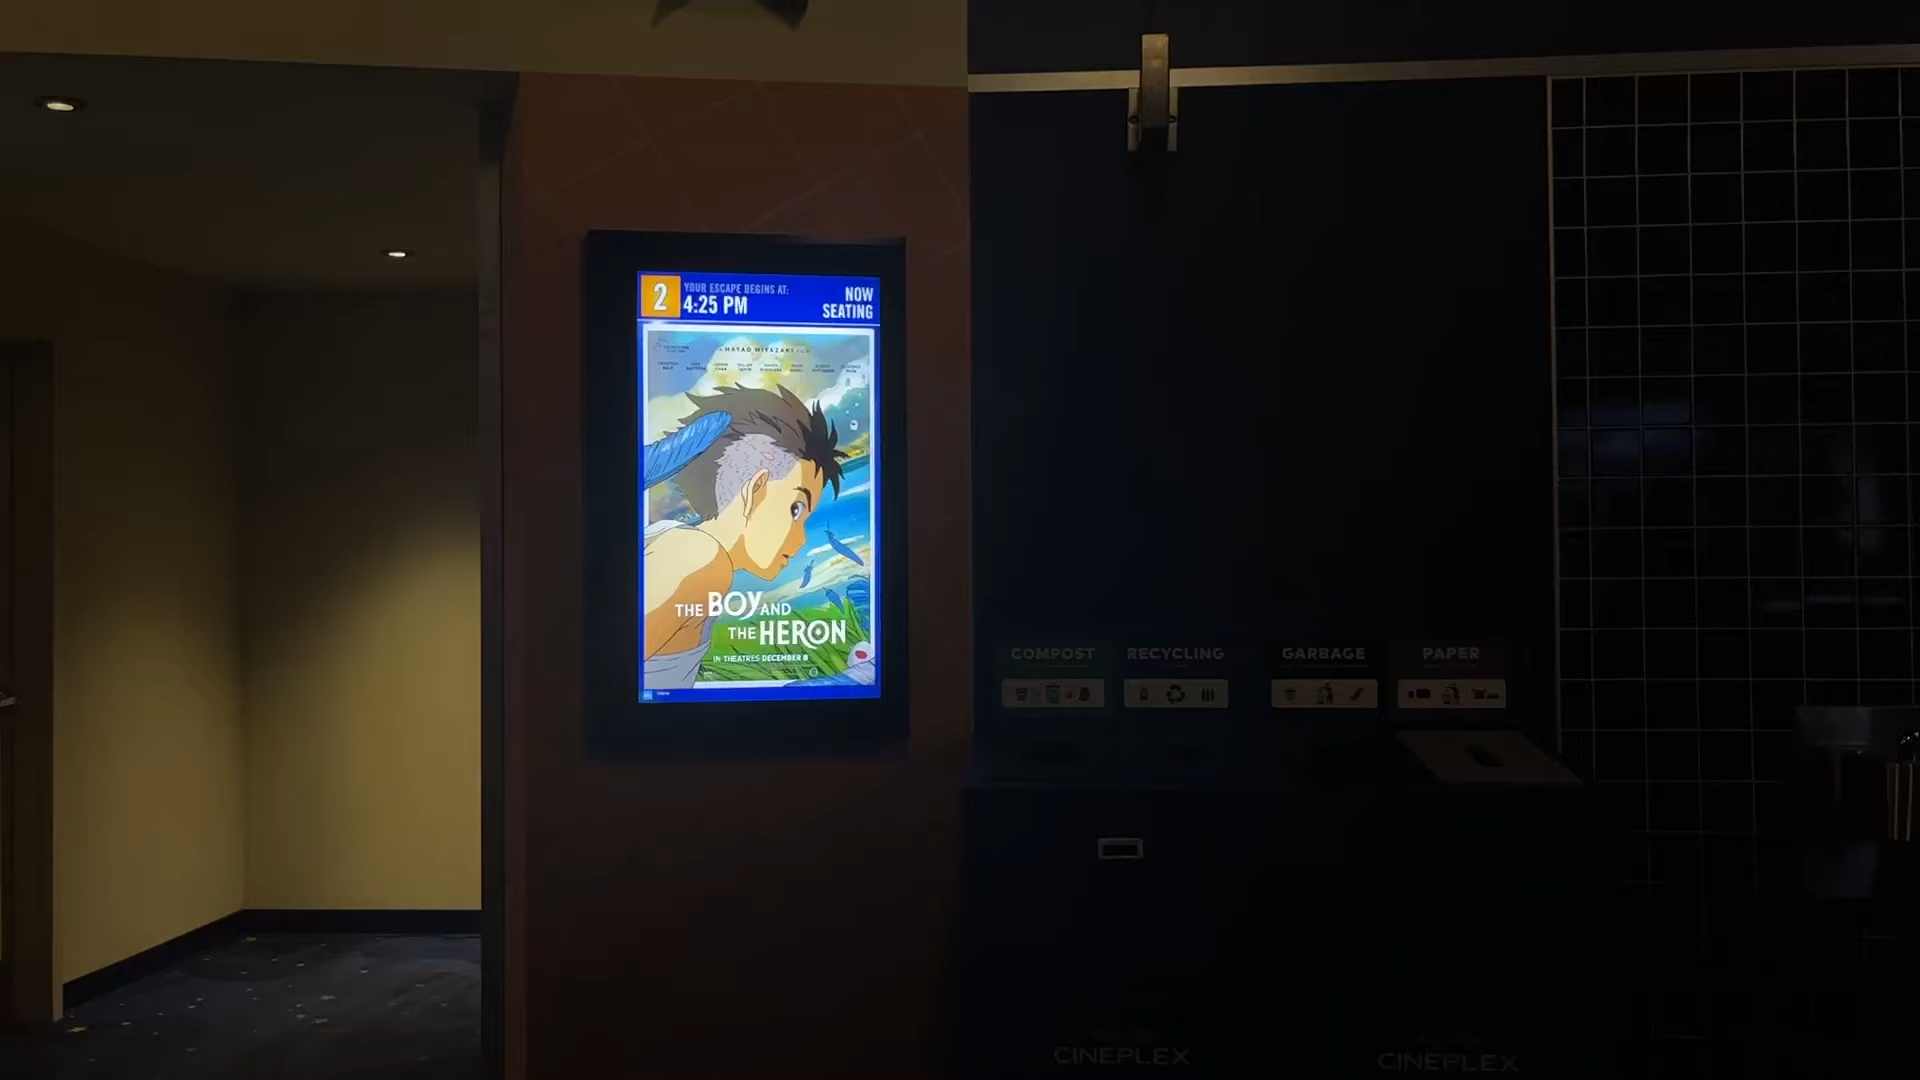 2
YOUR ESCAPE BEGINS AT:
4:25 PM
NOW
SEATING
A HAYAO MIYAZAKI FILM
THE BOY AND
THE HERON
IN THEATRES DECEMBER 8
COMPOST
RECYCLING
GARBAGE
PAPER
CINEPLEX
CINEPLEX